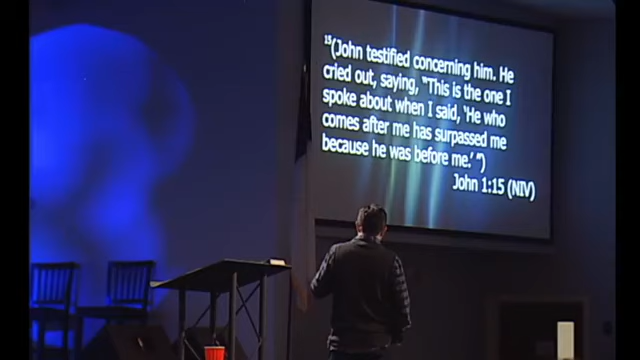 15(John testified concerning him. He
cried out, saying, “This is the one I
spoke about when I said, ‘He who
comes after me has surpassed me
because he was before me.’ ”)
John 1:15 (NIV)